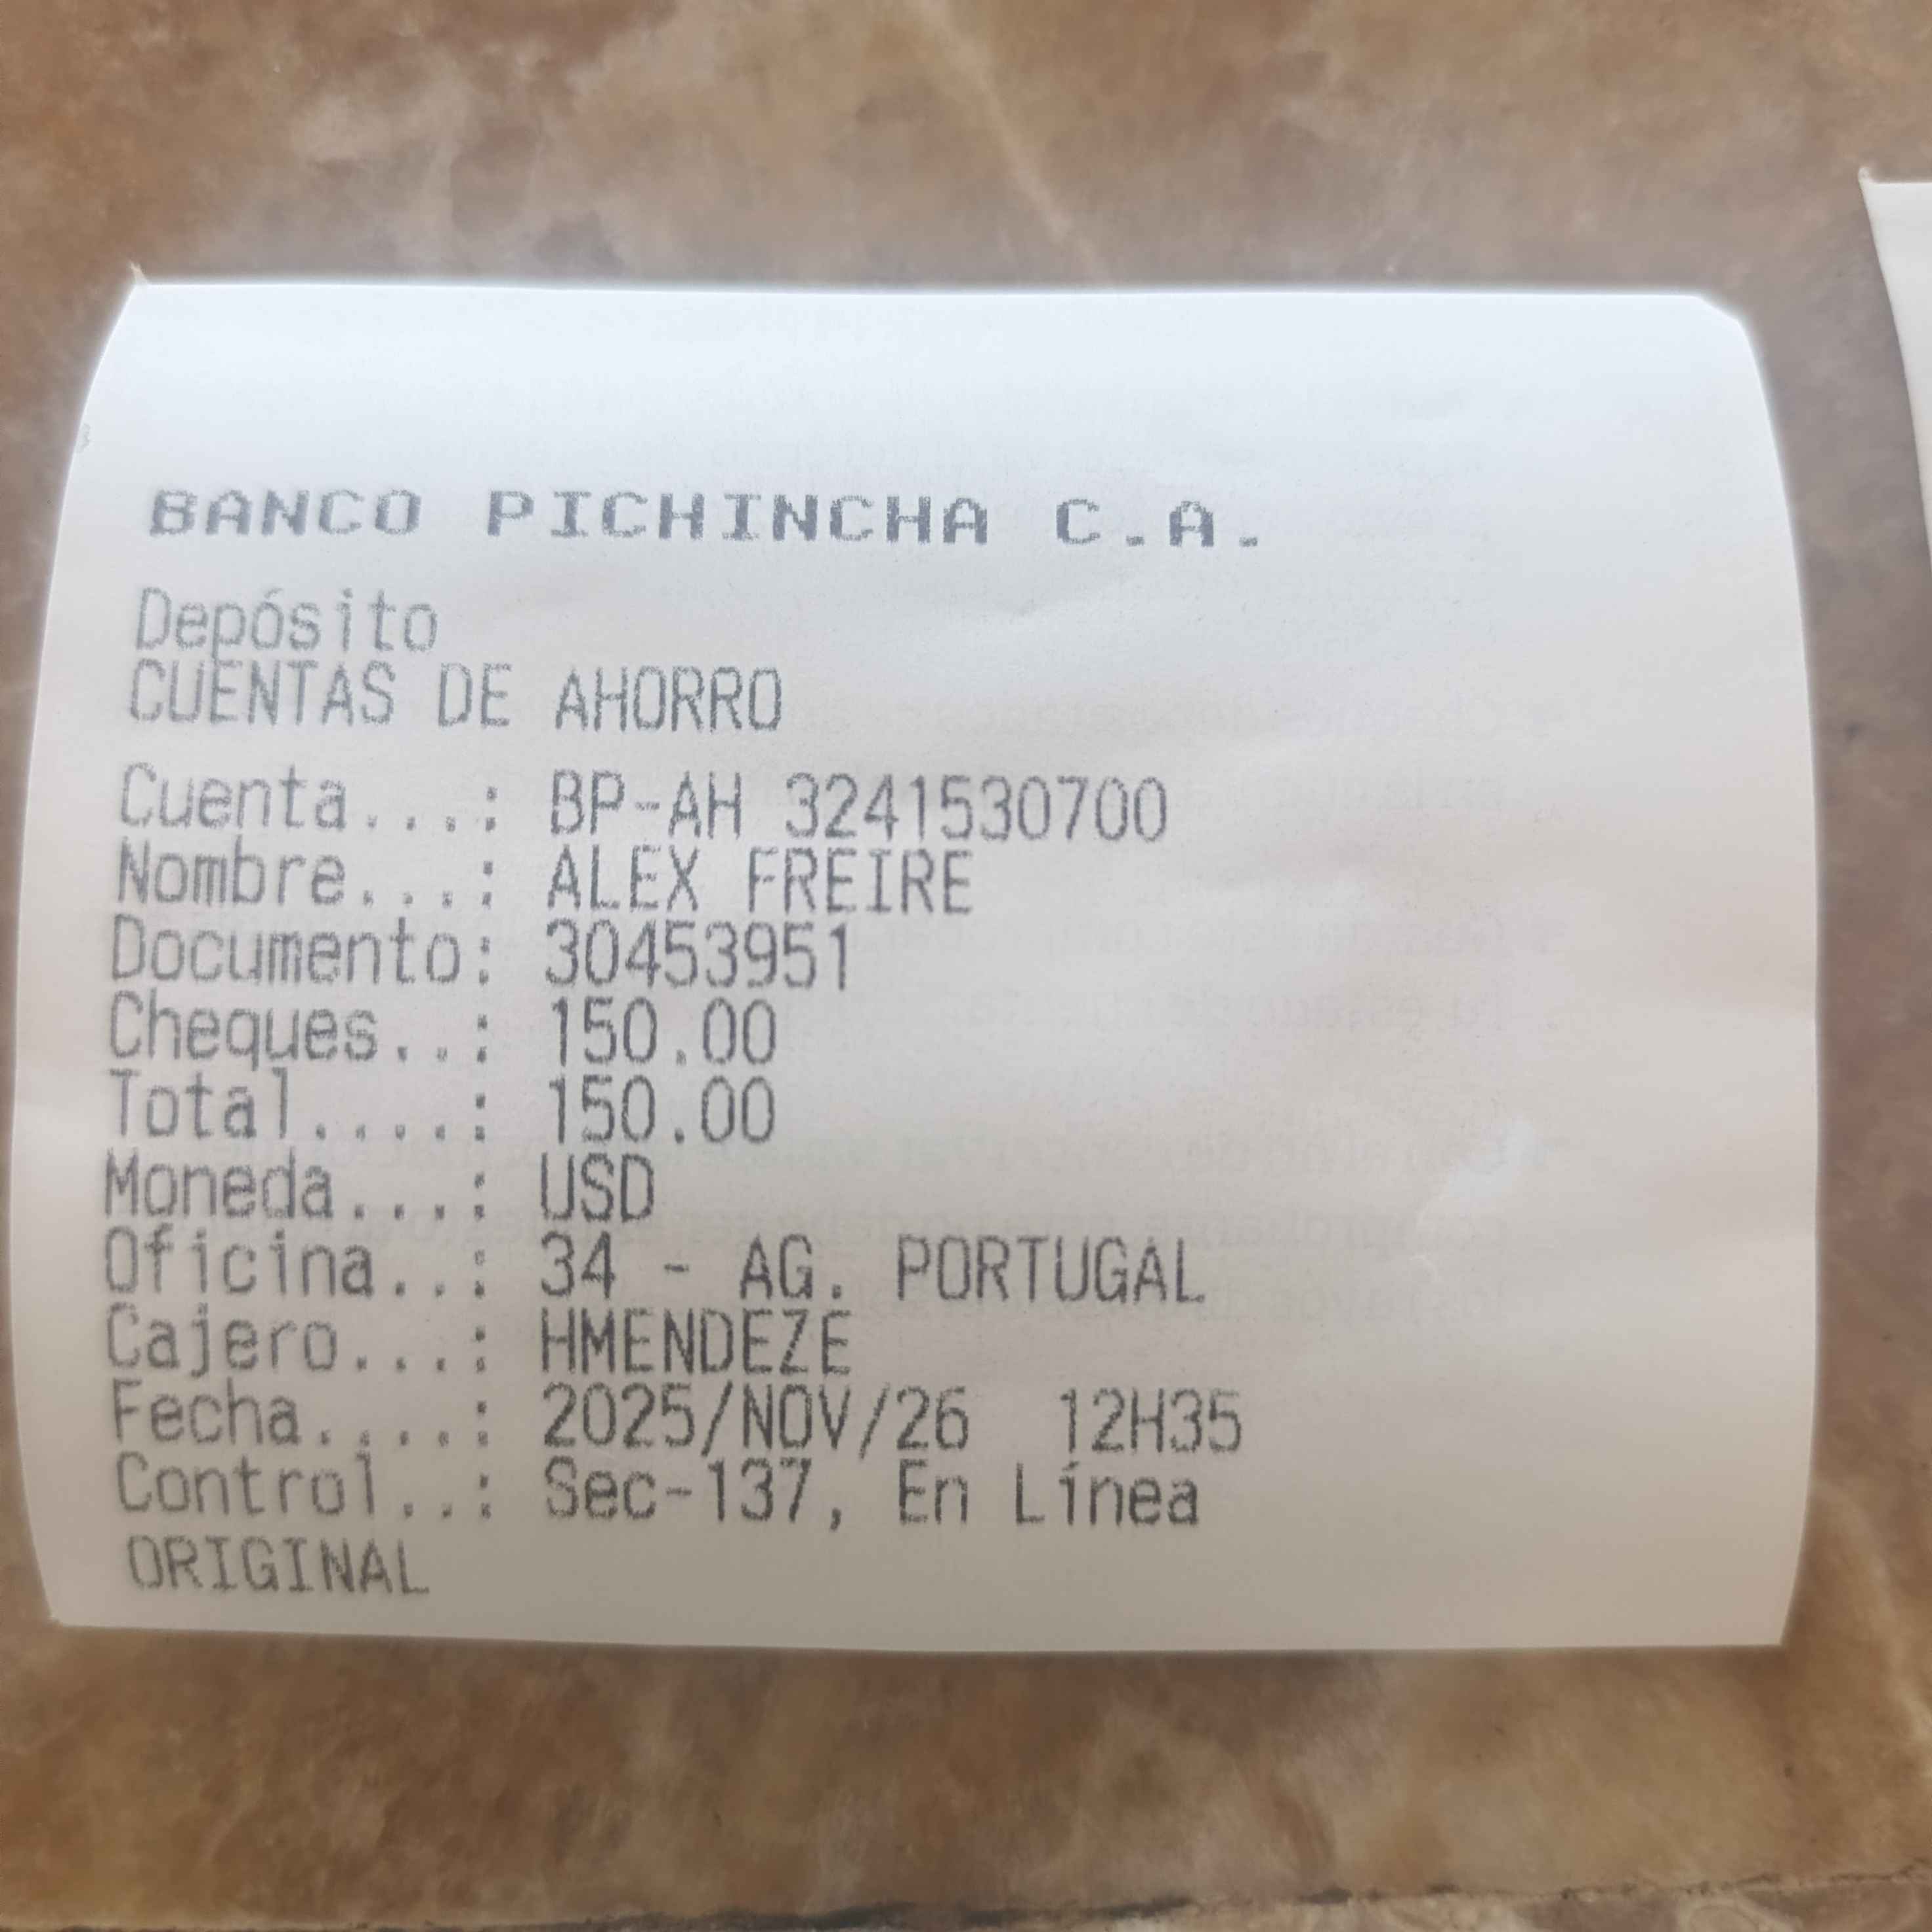 BANCO PICHINCHA C.A.
Depósito
CUENTAS DE AHORRO
Cuenta...: BP-AH 3241530700
Nombre...: ALEX FREIRE
Documento: 30453951
Cheques..: 150.00
Total....: 150.00
Moneda...: USD
Oficina..: 34 - AG. PORTUGAL
Cajero...: HMENDEZE
Fecha....: 2025/NOV/26 12H35
Control..: Sec-137, En Línea
ORIGINAL